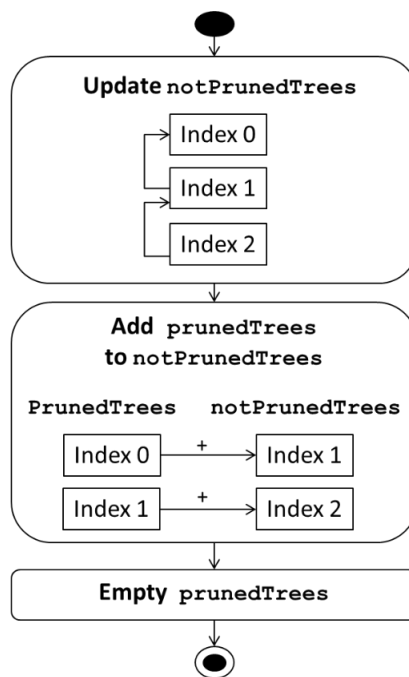 Update notPrunedTrees
Index 0
Index 1
Index 2
Add prunedTrees
to notPrunedTrees
PrunedTrees notPrunedTrees
Index 0 + Index 1
Index 1 + Index 2
Empty prunedTrees